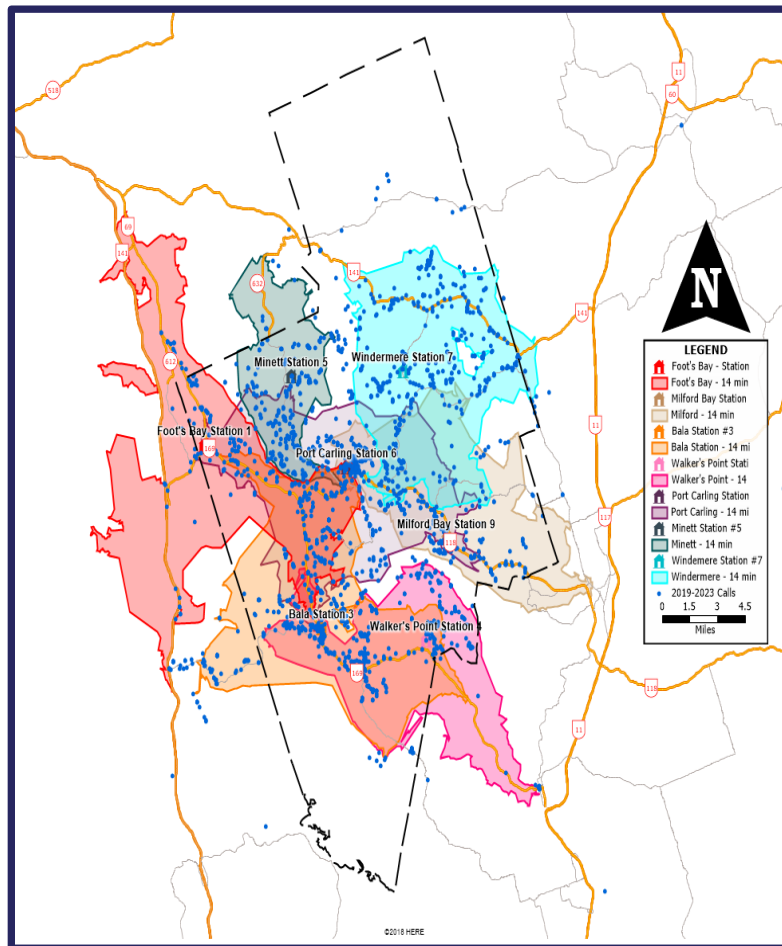 11
60
518
69
141
141
632
141
612
Minett Station 5
Windermere Station 7
Foot's Bay Station 1
169
Port Carling Station 6
11
117
Milford Bay Station 9
118
Bala Station 3
Walker's Point Station 4
169
118
11
N
LEGEND
Foot's Bay - Station
Foot's Bay - 14 min
Milford Bay Station
Milford - 14 min
Bala Station #3
Bala Station - 14 mi
Walker's Point Stati
Walker's Point - 14
Port Carling Station
Port Carling - 14 mi
Minett Station #5
Minett - 14 min
Windemere Station #7
Windermere - 14 min
2019-2023 Calls
0 1.5 3 4.5
Miles
©2018 HERE